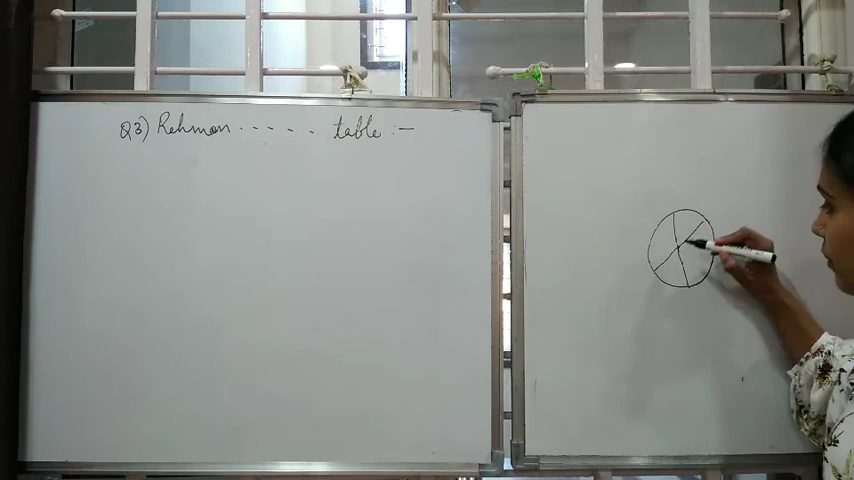 Q3) Rehman ..... table :-